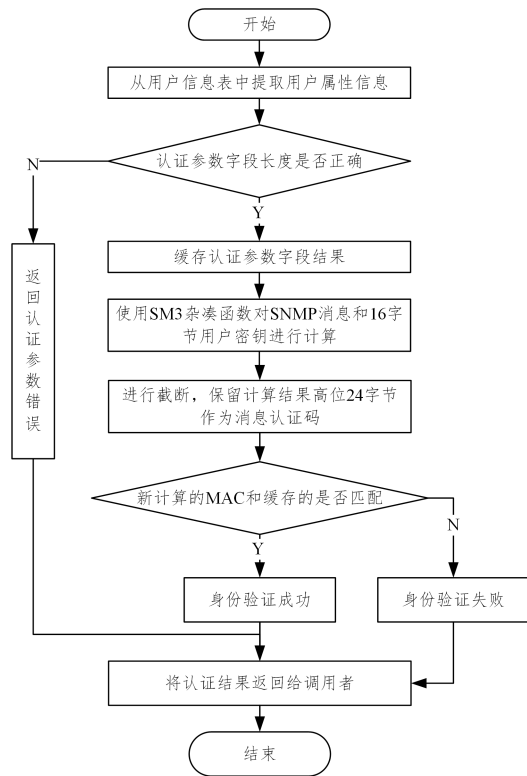 开始
从用户信息表中提取用户属性信息
认证参数字段长度是否正确
N
Y
返回认证参数错误
缓存认证参数字段结果
使用SM3杂凑函数对SNMP消息和16字
节用户密钥进行计算
进行截断，保留计算结果高位24字节
作为消息认证码
新计算的MAC和缓存的是否匹配
N
Y
身份验证成功
身份验证失败
将认证结果返回给调用者
结束